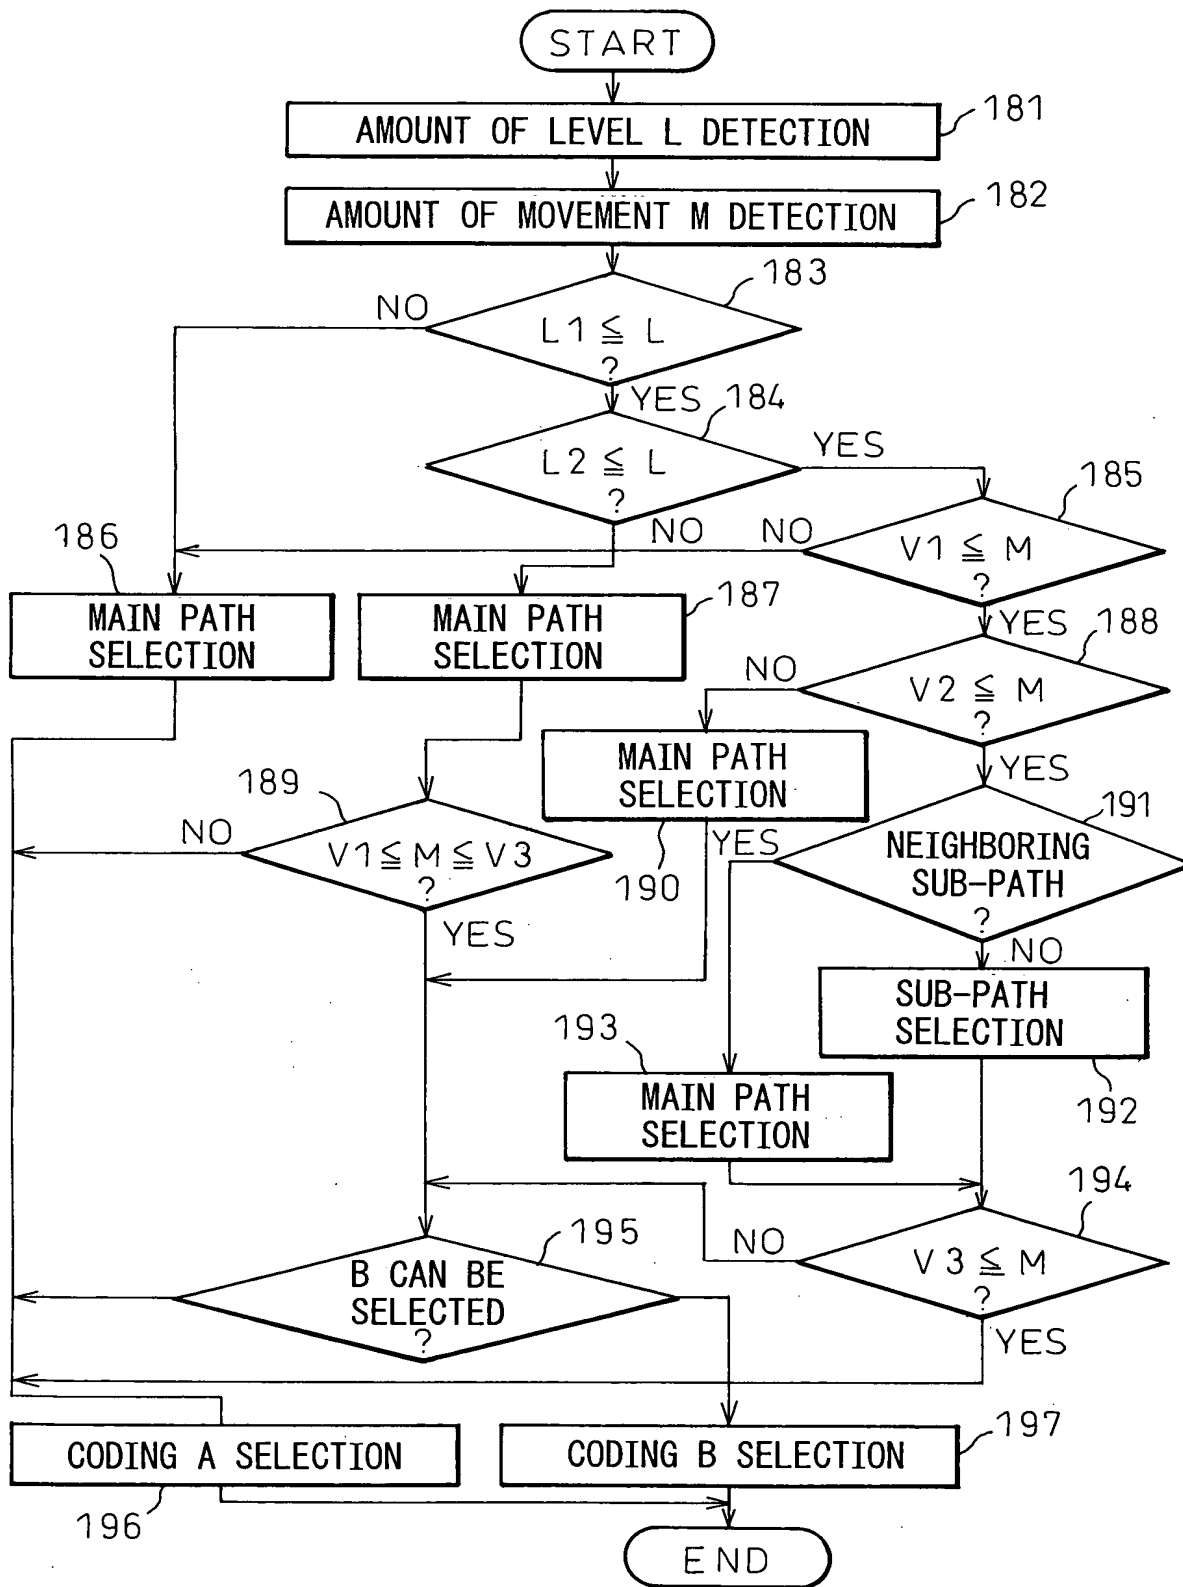 START
181
AMOUNT OF LEVEL L DETECTION
182
AMOUNT OF MOVEMENT M DETECTION
183
NO
L1 ≦ L
?
YES
184
YES
L2 ≦ L
?
185
NO
NO
V1 ≦ M
?
186
187
MAIN PATH
SELECTION
MAIN PATH
SELECTION
YES
188
NO
V2 ≦ M
?
MAIN PATH
SELECTION
YES
189
191
NO
V1 ≦ M ≦ V3
?
190
YES
NEIGHBORING
SUB-PATH
?
YES
NO
SUB-PATH
SELECTION
193
192
MAIN PATH
SELECTION
194
195
NO
V3 ≦ M
?
B CAN BE
SELECTED
?
YES
197
CODING A SELECTION
CODING B SELECTION
196
END